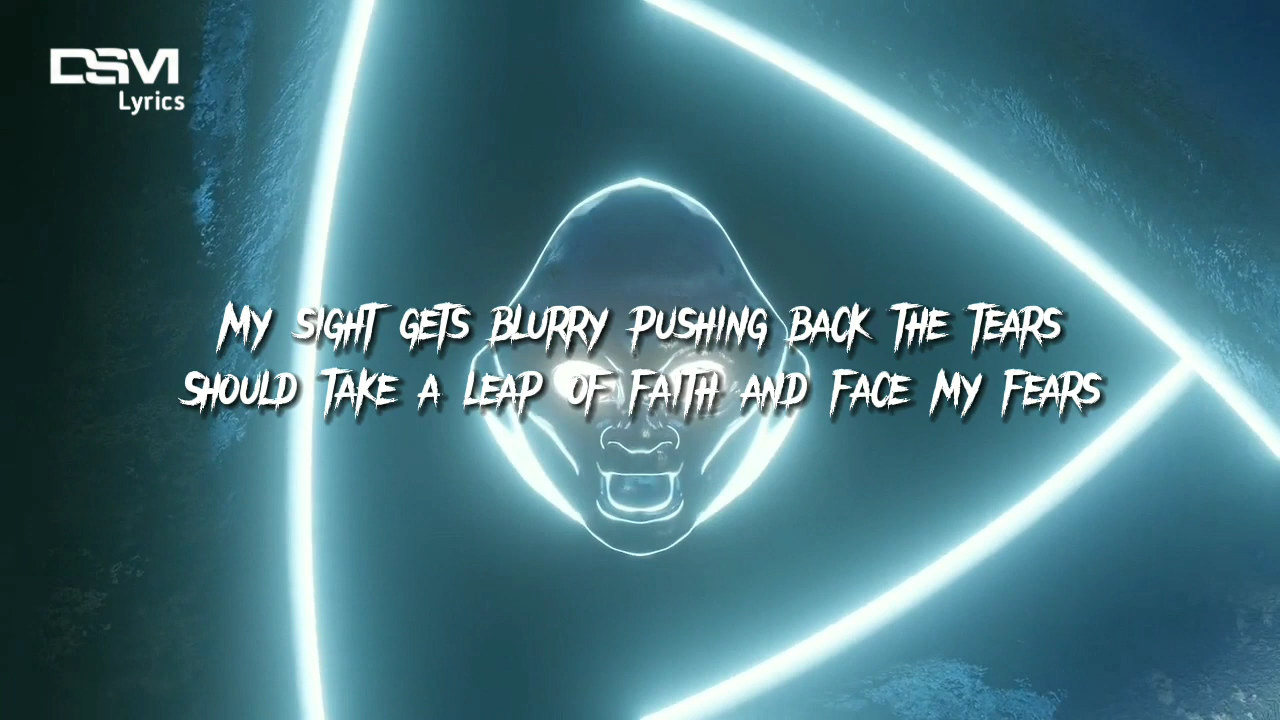 DSM
Lyrics
My sight gets blurry pushing back the tears
Should take a leap of faith and face my fears